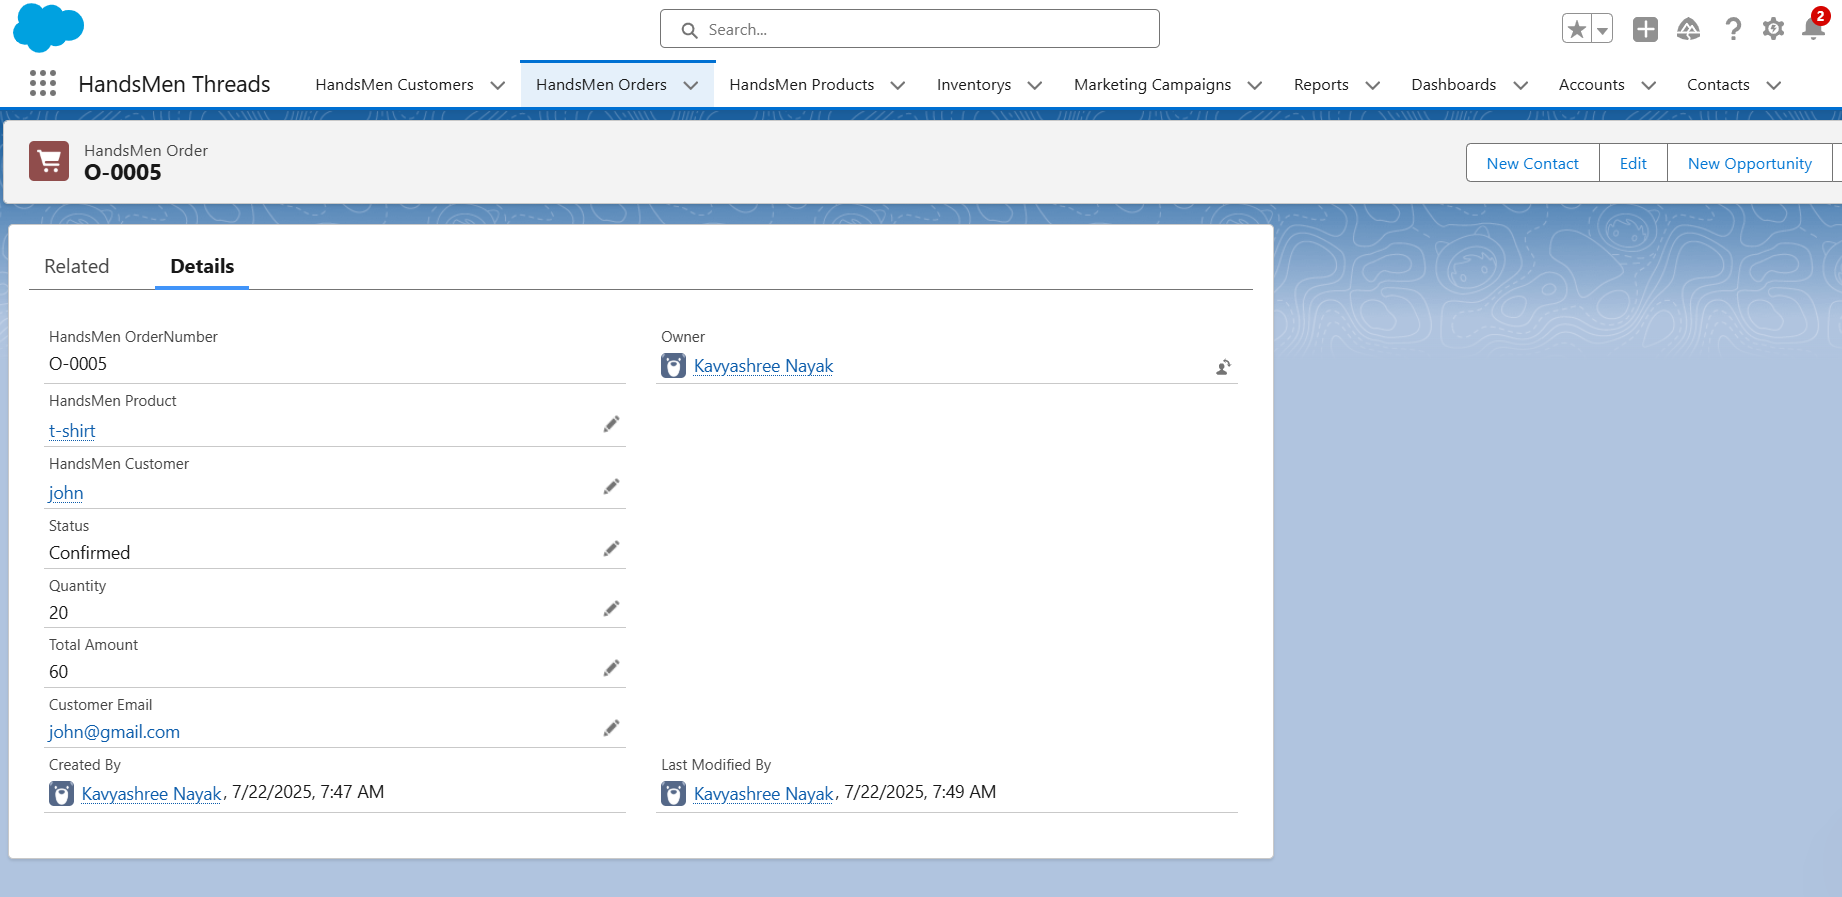 Search...
2
HandsMen Threads
HandsMen Customers
HandsMen Orders
HandsMen Products
Inventorys
Marketing Campaigns
Reports
Dashboards
Accounts
Contacts
HandsMen Order
O-0005
New Contact
Edit
New Opportunity
Related
Details
HandsMen OrderNumber
O-0005
Owner
Kavyashree Nayak
HandsMen Product
t-shirt
HandsMen Customer
john
Status
Confirmed
Quantity
20
Total Amount
60
Customer Email
john@gmail.com
Created By
Kavyashree Nayak, 7/22/2025, 7:47 AM
Last Modified By
Kavyashree Nayak, 7/22/2025, 7:49 AM